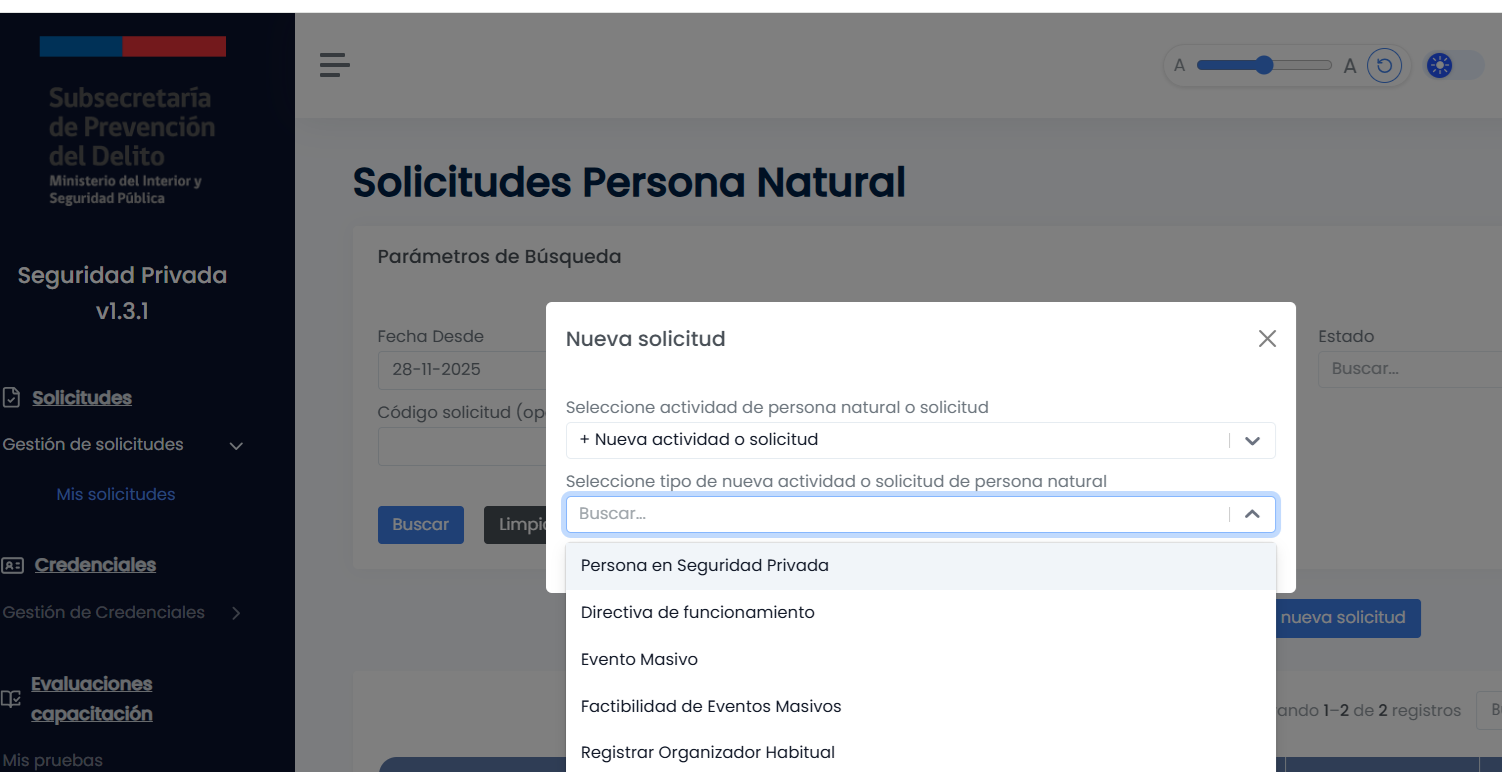 Subsecretaría
de Prevención
del Delito
Ministerio del Interior y
Seguridad Pública
Seguridad Privada
v1.3.1
Solicitudes
Gestión de solicitudes
Mis solicitudes
Credenciales
Gestión de Credenciales
Evaluaciones
capacitación
Mis pruebas
A
A
Solicitudes Persona Natural
Parámetros de Búsqueda
Fecha Desde
28-11-2025
Código solicitud (op
Estado
Buscar...
Buscar
Limpi
Nueva solicitud
Seleccione actividad de persona natural o solicitud
+ Nueva actividad o solicitud
Seleccione tipo de nueva actividad o solicitud de persona natural
Buscar...
Persona en Seguridad Privada
Directiva de funcionamiento
Evento Masivo
Factibilidad de Eventos Masivos
Registrar Organizador Habitual
nueva solicitud
ando 1–2 de 2 registros